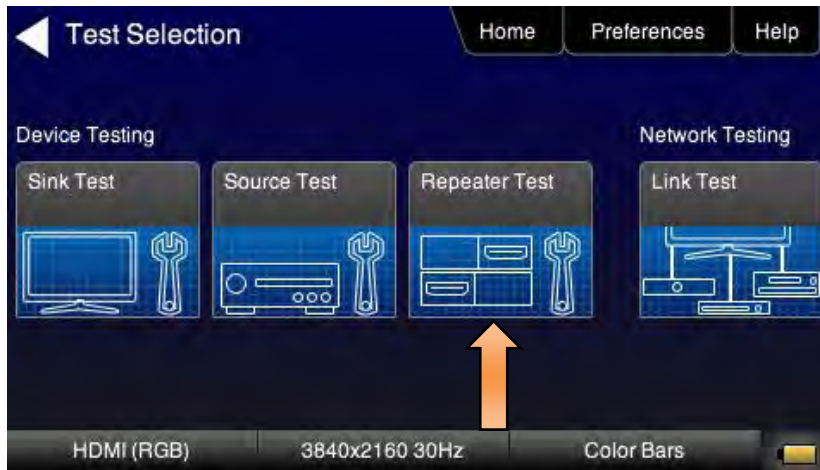 Test Selection
Home
Preferences
Help
Device Testing
Network Testing
Sink Test
Source Test
Repeater Test
Link Test
HDMI (RGB)
3840x2160 30Hz
Color Bars